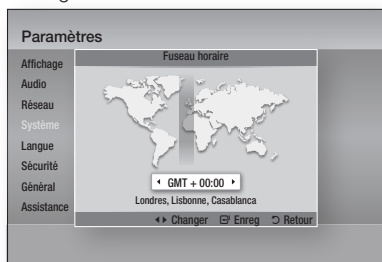 Paramètres
Fuseau horaire
Affichage
Audio
Réseau
Système
Langue
Sécurité
Général
Assistance
GMT + 00:00
Londres, Lisbonne, Casablanca
Changer Enreg Retour